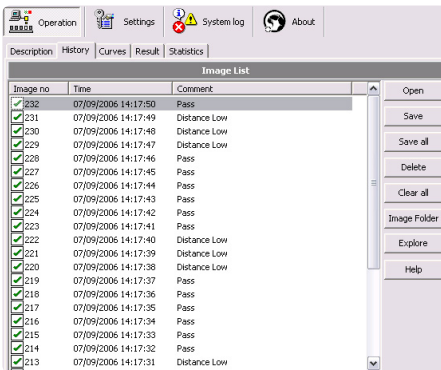 Operation Settings System log About
Description History Curves Result Statistics
Image List
Image no Time Comment
232 07/09/2006 14:17:50 Pass
231 07/09/2006 14:17:49 Distance Low
230 07/09/2006 14:17:48 Distance Low
229 07/09/2006 14:17:47 Distance Low
228 07/09/2006 14:17:46 Pass
227 07/09/2006 14:17:45 Pass
226 07/09/2006 14:17:44 Pass
225 07/09/2006 14:17:43 Pass
224 07/09/2006 14:17:42 Pass
223 07/09/2006 14:17:41 Pass
222 07/09/2006 14:17:40 Distance Low
221 07/09/2006 14:17:39 Distance Low
220 07/09/2006 14:17:38 Distance Low
219 07/09/2006 14:17:37 Pass
218 07/09/2006 14:17:36 Pass
217 07/09/2006 14:17:35 Pass
216 07/09/2006 14:17:34 Pass
215 07/09/2006 14:17:33 Pass
214 07/09/2006 14:17:32 Pass
213 07/09/2006 14:17:31 Distance Low
Open
Save
Save all
Delete
Clear all
Image Folder
Explore
Help